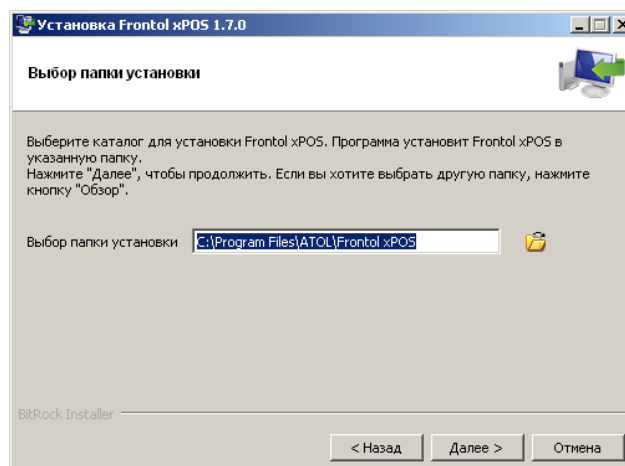 Установка Frontol xPOS 1.7.0
Выбор папки установки
Выберите каталог для установки Frontol xPOS. Программа установит Frontol xPOS в
указанную папку.
Нажмите "Далее", чтобы продолжить. Если вы хотите выбрать другую папку, нажмите
кнопку "Обзор".
Выбор папки установки C:\Program Files\ATOL\Frontol xPOS
BitRock Installer
< Назад Далее > Отмена